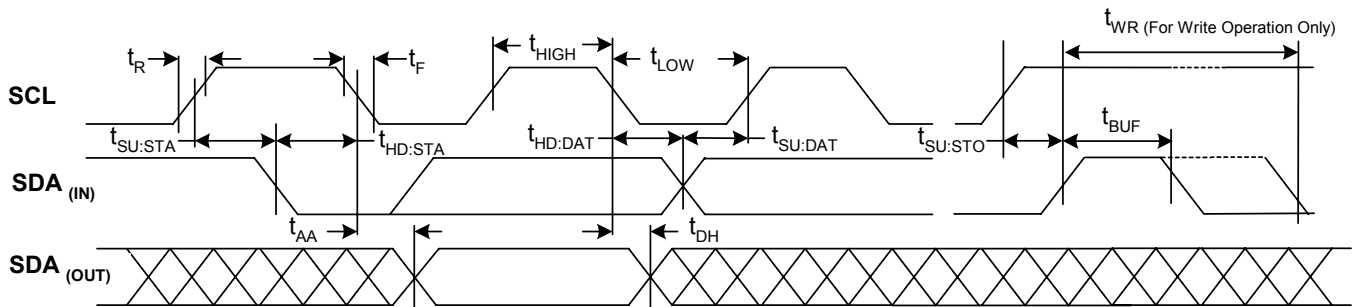 tWR (For Write Operation Only)
tR
tF
tHIGH
tLOW
SCL
tSU:STA
tHD:STA
tHD:DAT
tSU:DAT
tSU:STO
tBUF
SDA (IN)
tAA
tDH
SDA (OUT)